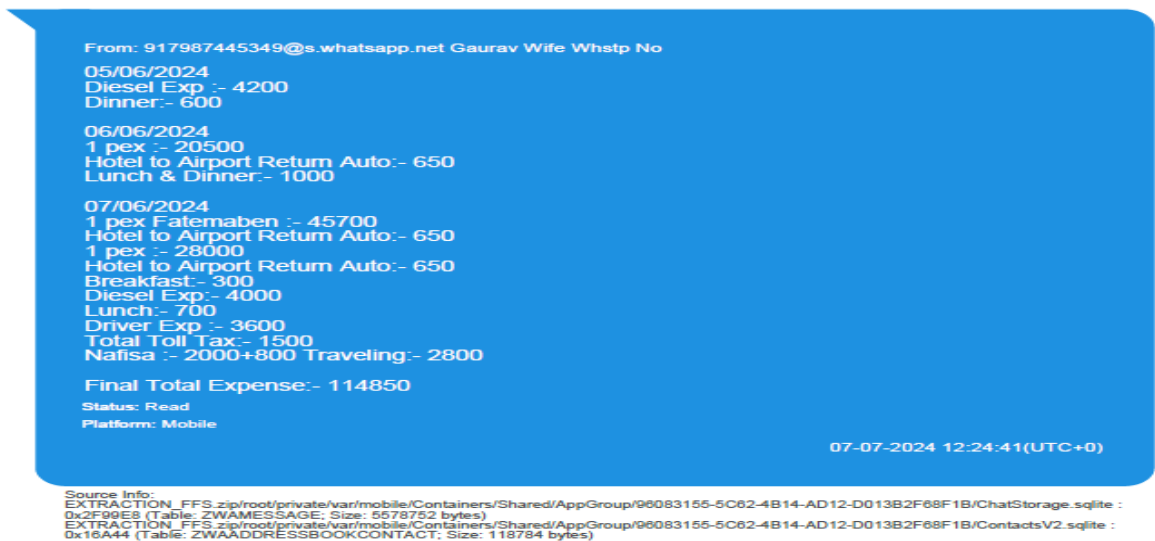 From: 917987445349@s.whatsapp.net Gaurav Wife Whstp No
05/06/2024
Diesel Exp :- 4200
Dinner:- 600
06/06/2024
1 pex :- 20500
Hotel to Airport Return Auto:- 650
Lunch & Dinner:- 1000
07/06/2024
1 pex Fatemaben :- 45700
Hotel to Airport Return Auto:- 650
1 pex :- 28000
Hotel to Airport Return Auto:- 650
Breakfast:- 300
Diesel Exp:- 4000
Lunch:- 700
Driver Exp :- 3600
Total Toll Tax:- 1500
Nafisa :- 2000+800 Traveling:- 2800
Final Total Expense:- 114850
Status: Read
Platform: Mobile
07-07-2024 12:24:41(UTC+0)
Source Info:
EXTRACTION_FFS.zip/root/private/var/mobile/Containers/Shared/AppGroup/96083155-5C62-4B14-AD12-D013B2F68F1B/ChatStorage.sqlite :
0x2F99E8 (Table: ZWAMESSAGE; Size: 5578752 bytes)
EXTRACTION_FFS.zip/root/private/var/mobile/Containers/Shared/AppGroup/96083155-5C62-4B14-AD12-D013B2F68F1B/ContactsV2.sqlite :
0x16A44 (Table: ZWAADDRESSBOOKCONTACT; Size: 118784 bytes)